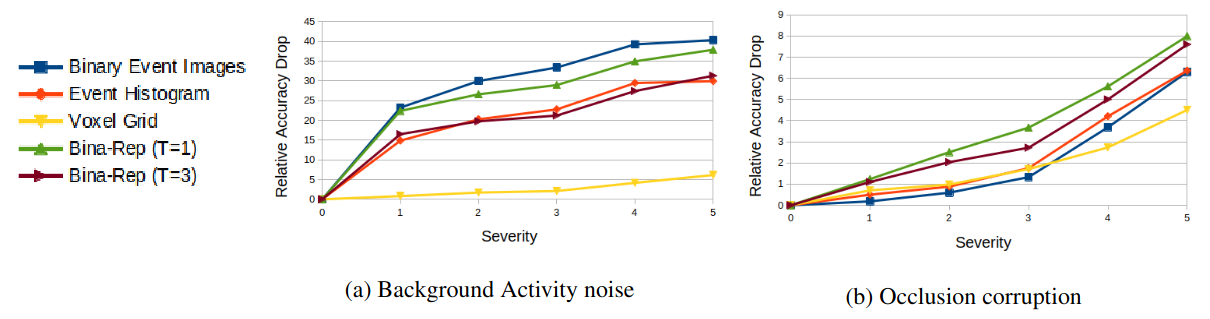 Binary Event Images
Event Histogram
Voxel Grid
Bina-Rep (T=1)
Bina-Rep (T=3)
Relative Accuracy Drop
45
40
35
30
25
20
15
10
5
0
0 1 2 3 4 5
Severity
(a) Background Activity noise
Relative Accuracy Drop
9
8
7
6
5
4
3
2
1
0
0 1 2 3 4 5
Severity
(b) Occlusion corruption